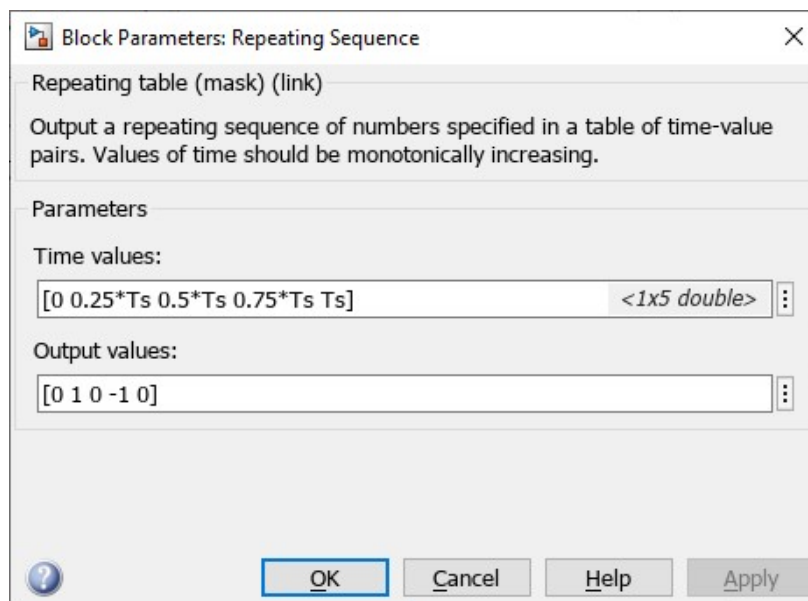 Block Parameters: Repeating Sequence
Repeating table (mask) (link)
Output a repeating sequence of numbers specified in a table of time-value
pairs. Values of time should be monotonically increasing.
Parameters
Time values:
[0 0.25*Ts 0.5*Ts 0.75*Ts Ts] <1x5 double>
Output values:
[0 1 0 -1 0]
? OK Cancel Help Apply